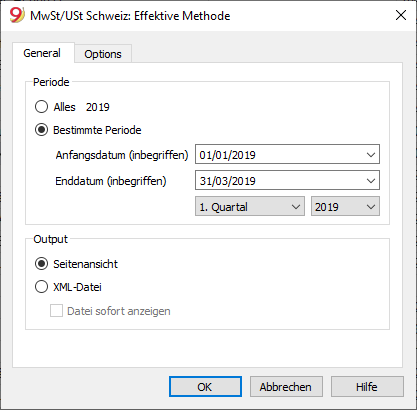 9 MwSt/USt Schweiz: Effektive Methode
General Options
Periode
Alles 2019
Bestimmte Periode
Anfangsdatum (inbegriffen) 01/01/2019
Enddatum (inbegriffen) 31/03/2019
1. Quartal 2019
Output
Seitenansicht
XML-Datei
Datei sofort anzeigen
OK Abbrechen Hilfe